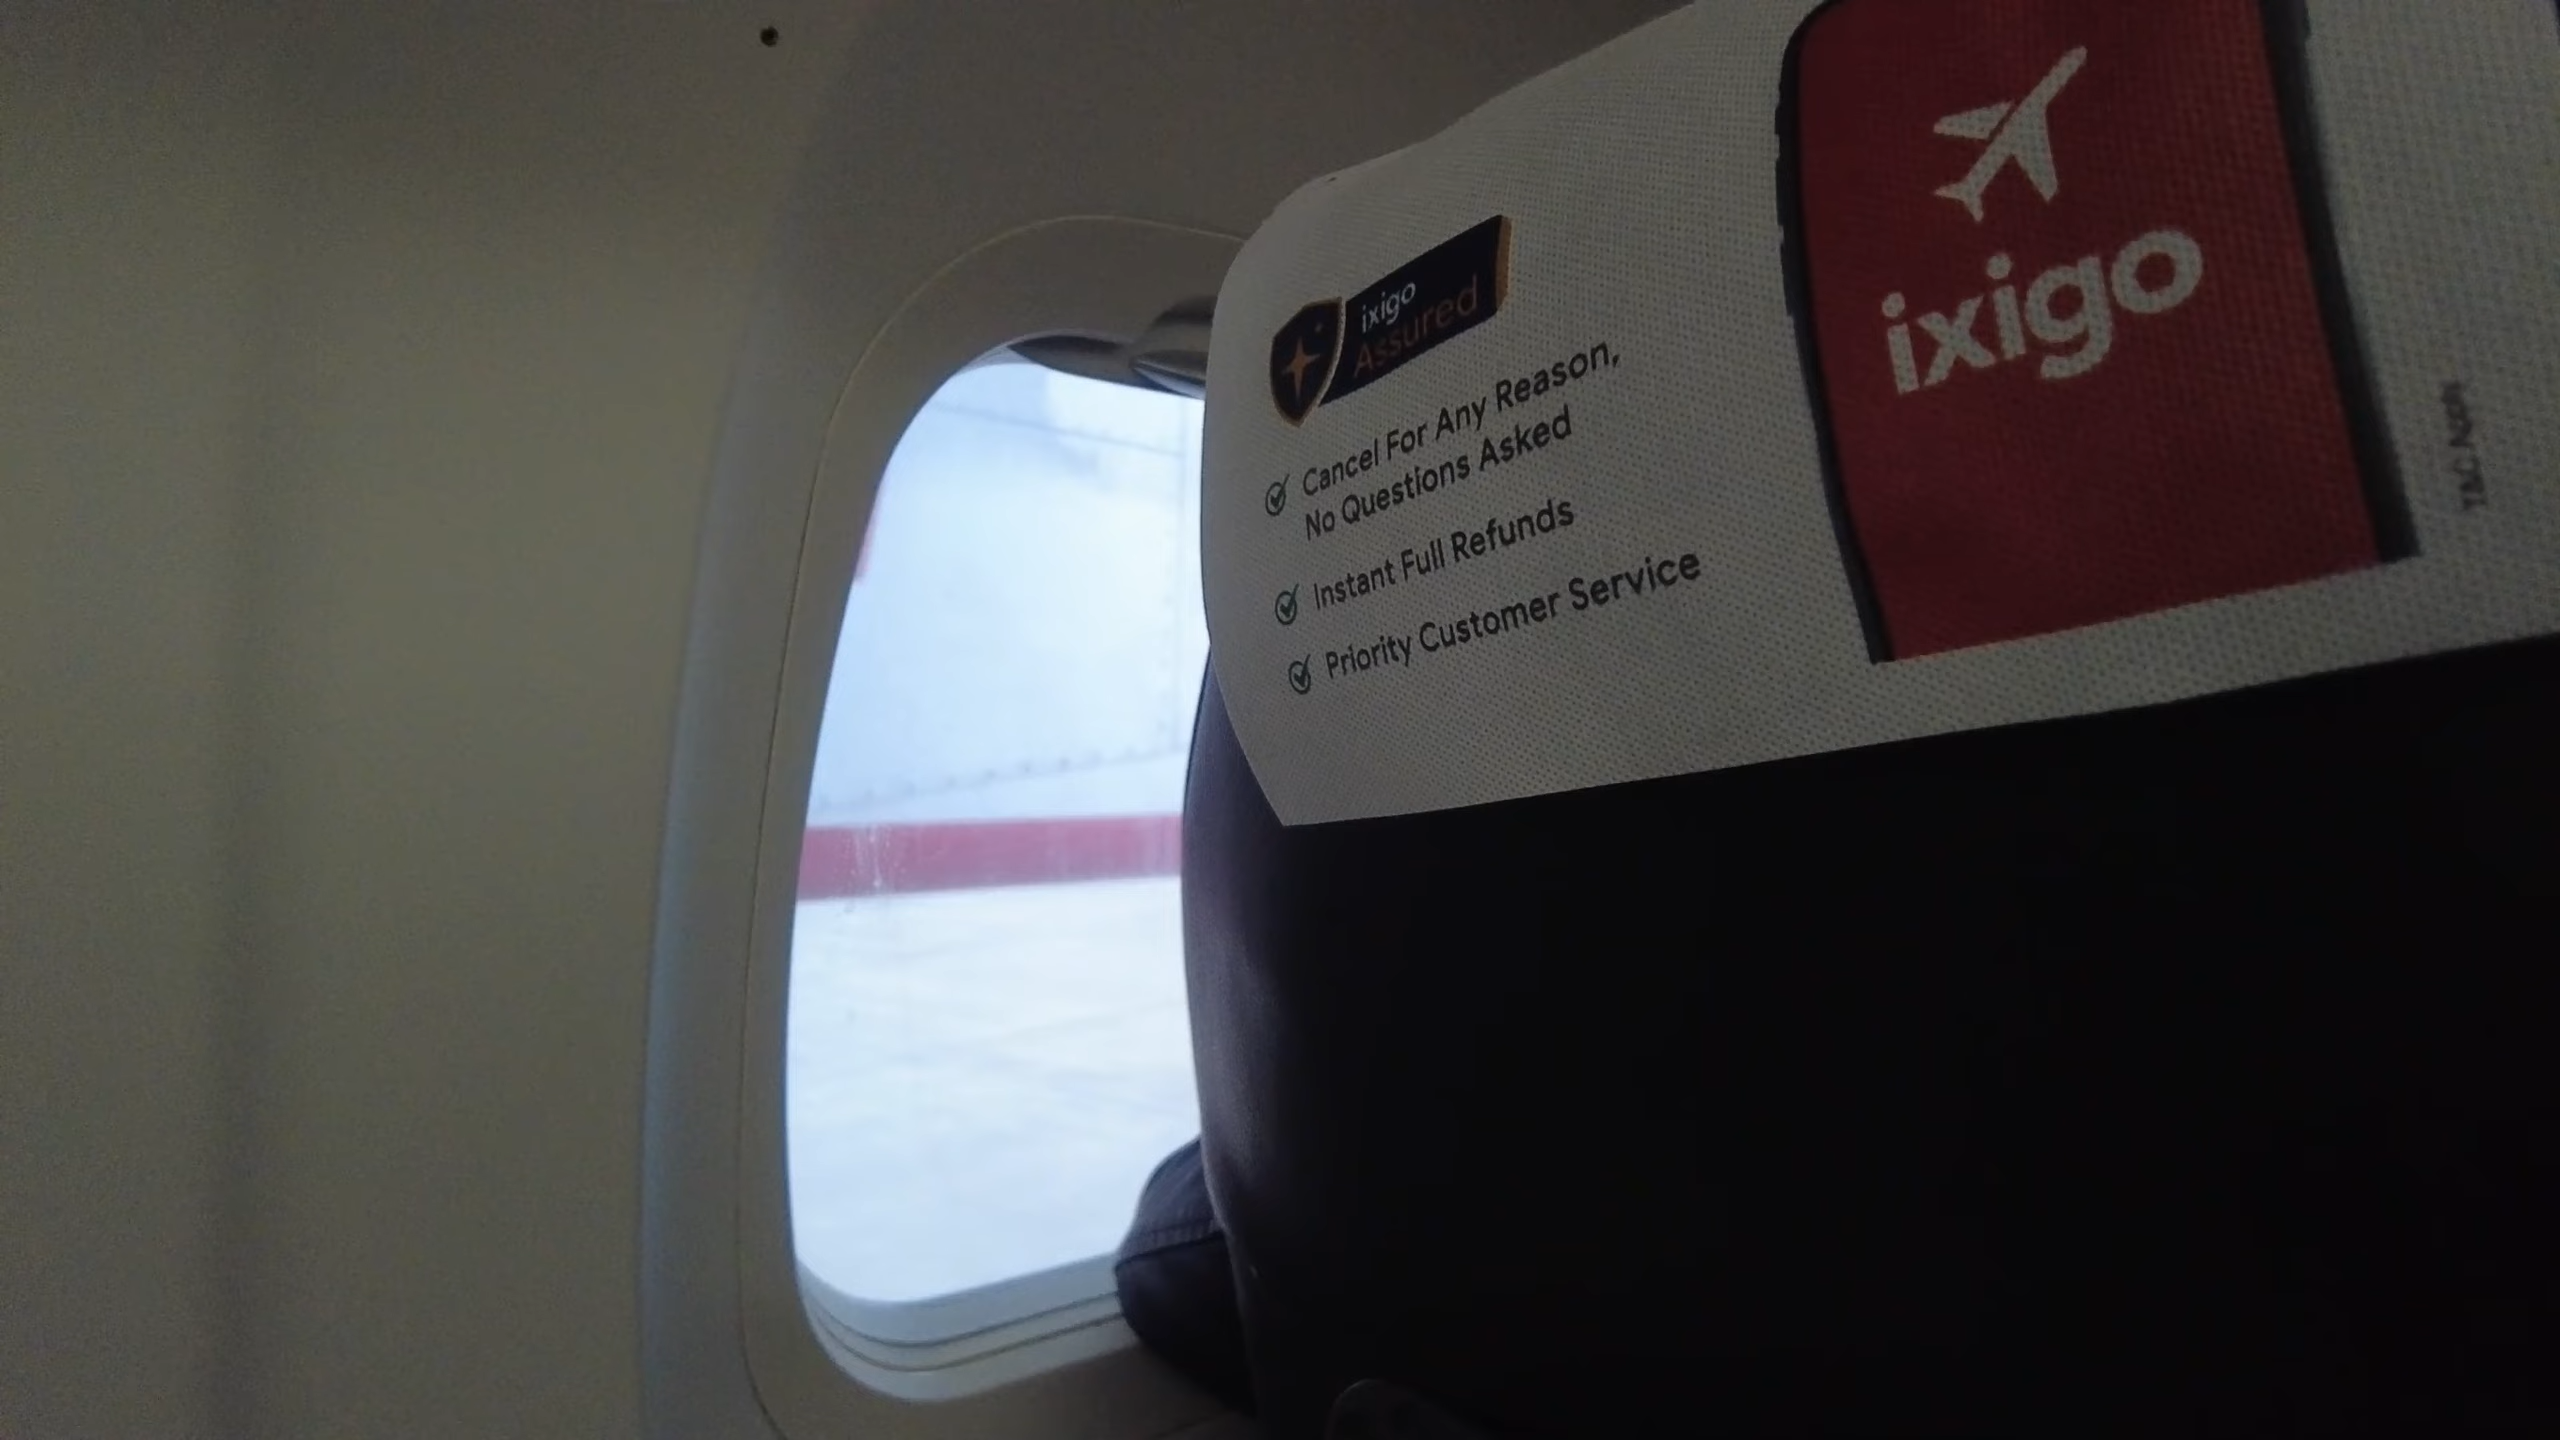 ixigo
Assured
Cancel For Any Reason,
No Questions Asked
Instant Full Refunds
Priority Customer Service
ixigo
T&C Apply